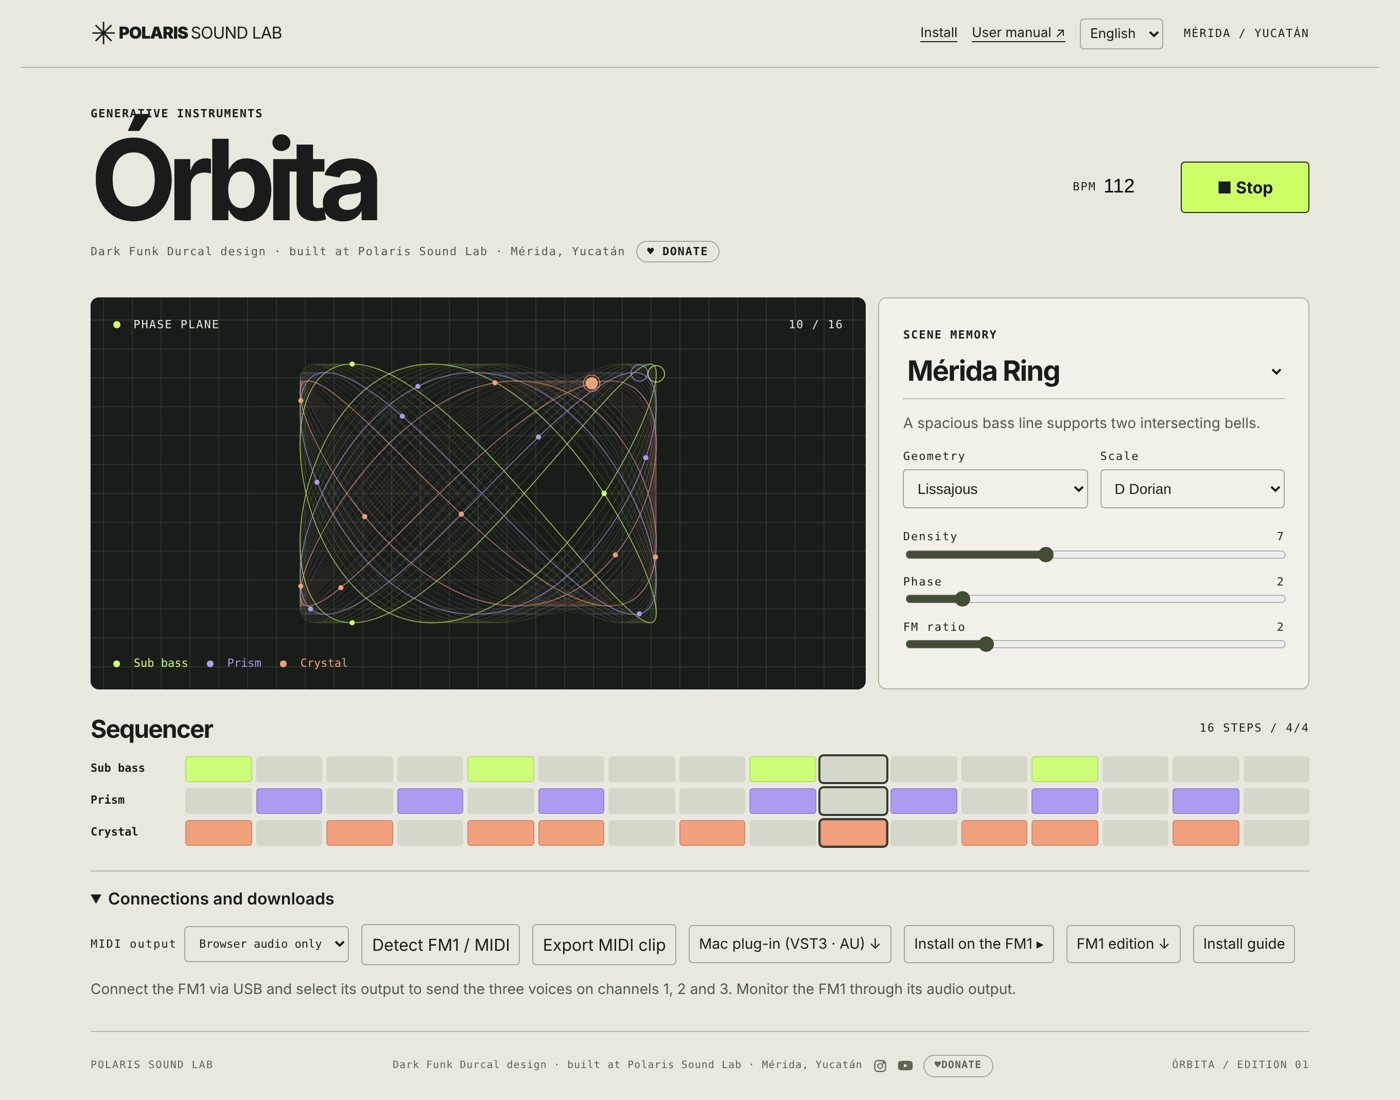 POLARIS SOUND LAB
Install
User manual ↗
English
MÉRIDA / YUCATÁN
GENERATIVE INSTRUMENTS
Órbita
BPM 112
■ Stop
Dark Funk Durcal design · built at Polaris Sound Lab · Mérida, Yucatán
♥ DONATE
PHASE PLANE
10 / 16
Sub bass
Prism
Crystal
SCENE MEMORY
Mérida Ring
A spacious bass line supports two intersecting bells.
Geometry
Scale
Lissajous
D Dorian
Density 7
Phase 2
FM ratio 2
Sequencer
16 STEPS / 4/4
Sub bass
Prism
Crystal
▼ Connections and downloads
MIDI output
Browser audio only
Detect FM1 / MIDI
Export MIDI clip
Mac plug-in (VST3 · AU) ↓
Install on the FM1 ▸
FM1 edition ↓
Install guide
Connect the FM1 via USB and select its output to send the three voices on channels 1, 2 and 3. Monitor the FM1 through its audio output.
POLARIS SOUND LAB
Dark Funk Durcal design · built at Polaris Sound Lab · Mérida, Yucatán
♥DONATE
ÓRBITA / EDITION 01